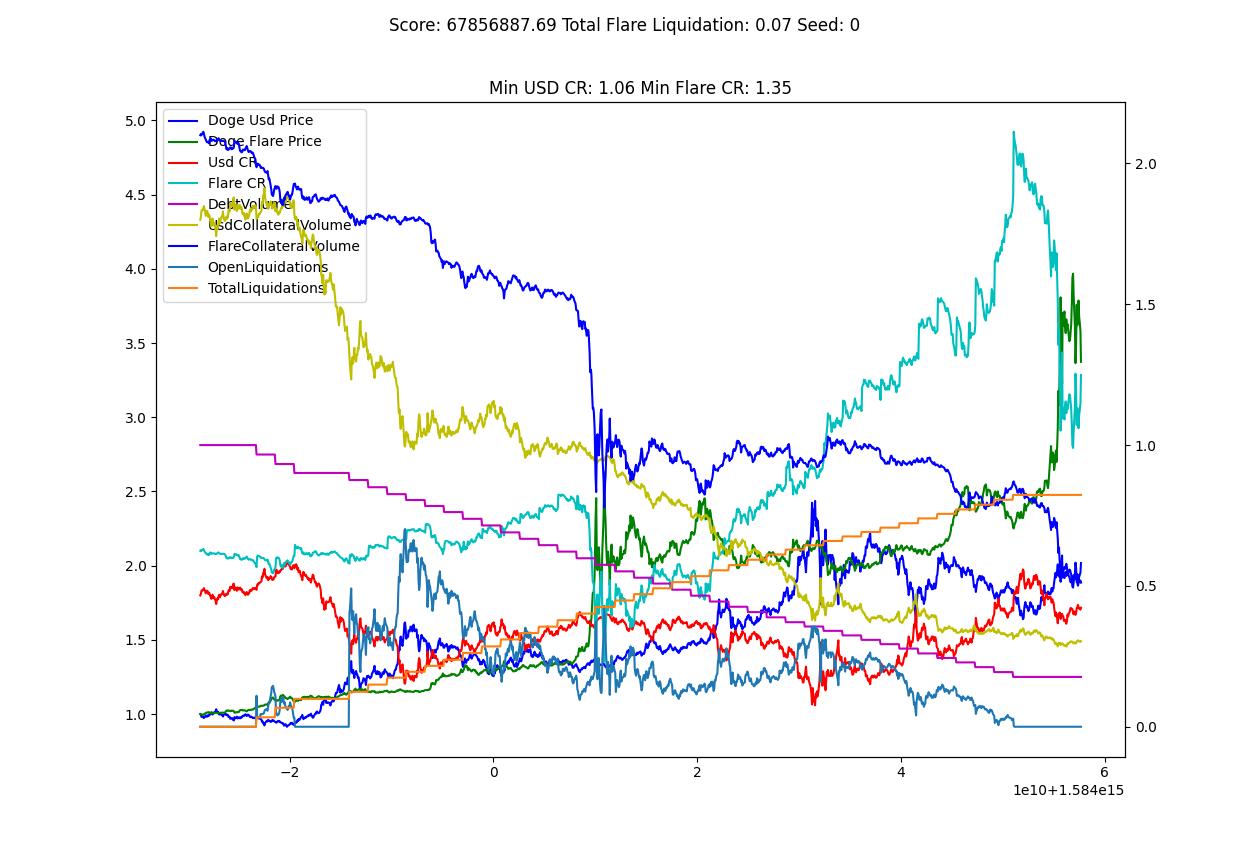 Score: 67856887.69 Total Flare Liquidation: 0.07 Seed: 0
Min USD CR: 1.06 Min Flare CR: 1.35
5.0
4.5
4.0
3.5
3.0
2.5
2.0
1.5
1.0
Doge Usd Price
Doge Flare Price
Usd CR
Flare CR
DebtVolume
UsdCollateralVolume
FlareCollateralVolume
OpenLiquidations
TotalLiquidations
2.0
1.5
1.0
0.5
0.0
−2 0 2 4 6
1e10+1.584e15